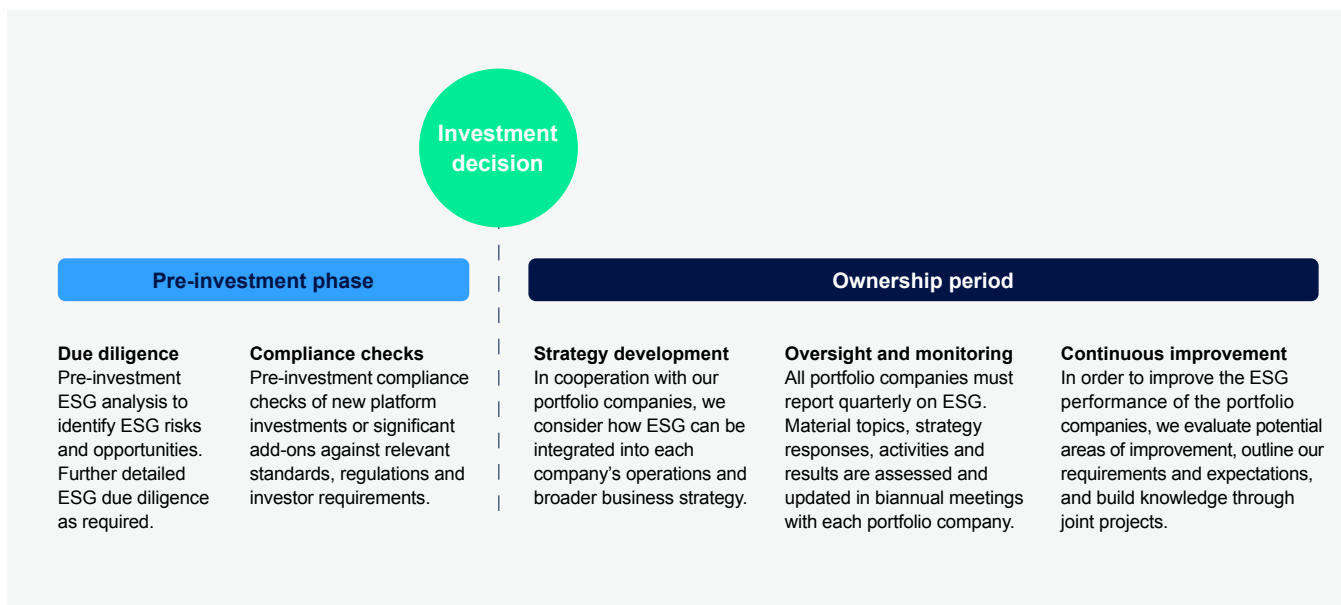 Investment
decision
Pre-investment phase
Ownership period
Due diligence
Pre-investment
ESG analysis to
identify ESG risks
and opportunities.
Further detailed
ESG due diligence
as required.
Compliance checks
Pre-investment compliance
checks of new platform
investments or significant
add-ons against relevant
standards, regulations and
investor requirements.
Strategy development
In cooperation with our
portfolio companies, we
consider how ESG can be
integrated into each
company’s operations and
broader business strategy.
Oversight and monitoring
All portfolio companies must
report quarterly on ESG.
Material topics, strategy
responses, activities and
results are assessed and
updated in biannual meetings
with each portfolio company.
Continuous improvement
In order to improve the ESG
performance of the portfolio
companies, we evaluate potential
areas of improvement, outline our
requirements and expectations,
and build knowledge through
joint projects.